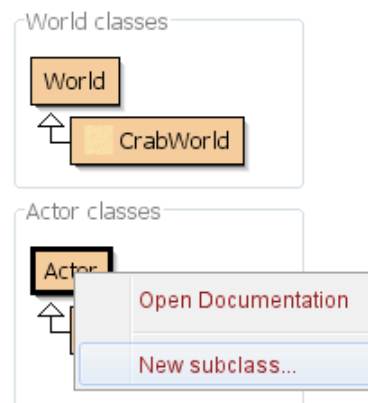 World classes
World
CrabWorld
Actor classes
Actor
Open Documentation
New subclass...